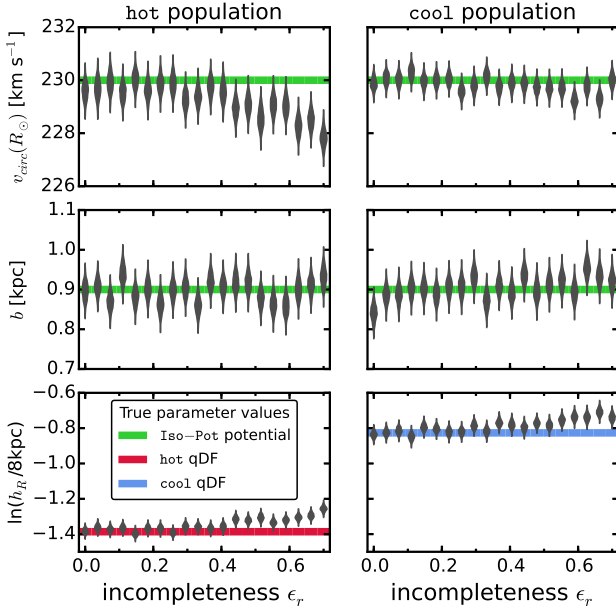 hot population
cool population
232
230
228
226
v_circ(R_⊙) [km s⁻¹]
1.1
1.0
0.9
0.8
0.7
b [kpc]
−0.6
−0.8
−1.0
−1.2
−1.4
ln(h_R/8kpc)
True parameter values
Iso−Pot potential
hot qDF
cool qDF
0.0 0.2 0.4 0.6
0.0 0.2 0.4 0.6
incompleteness ϵ_r
incompleteness ϵ_r